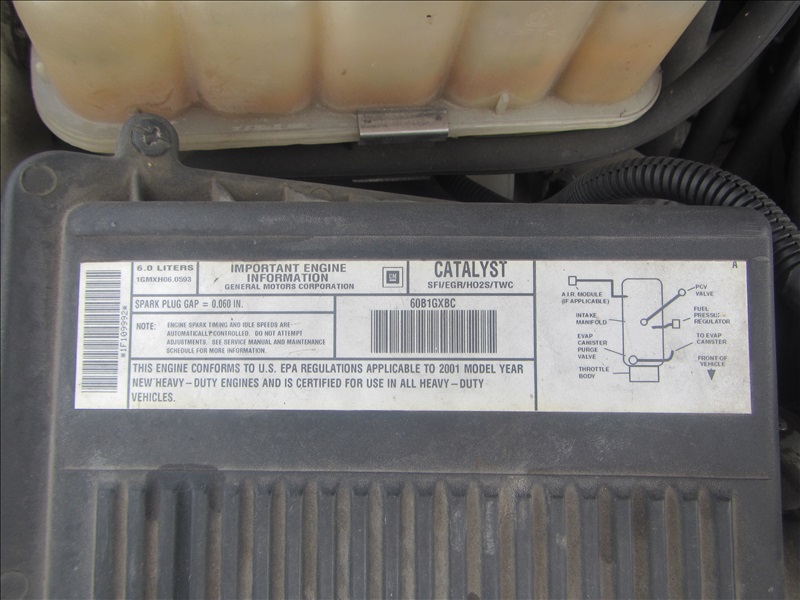 *1F109992*
6.0 LITERS
1GMXH06.0593
IMPORTANT ENGINE
INFORMATION
GENERAL MOTORS CORPORATION
GM
CATALYST
SFI/EGR/HO2S/TWC
SPARK PLUG GAP = 0.060 IN.
NOTE:
ENGINE SPARK TIMING AND IDLE SPEEDS ARE
AUTOMATICALLY CONTROLLED. DO NOT ATTEMPT
ADJUSTMENTS. SEE SERVICE MANUAL AND MAINTENANCE
SCHEDULE FOR MORE INFORMATION.
60B1GXBC
THIS ENGINE CONFORMS TO U.S. EPA REGULATIONS APPLICABLE TO 2001 MODEL YEAR
NEW HEAVY-DUTY ENGINES AND IS CERTIFIED FOR USE IN ALL HEAVY-DUTY
VEHICLES.
A
A.I.R. MODULE
(IF APPLICABLE)
INTAKE
MANIFOLD
EVAP
CANISTER
PURGE
VALVE
THROTTLE
BODY
PCV
VALVE
FUEL
PRESSURE
REGULATOR
TO EVAP
CANISTER
FRONT OF
VEHICLE